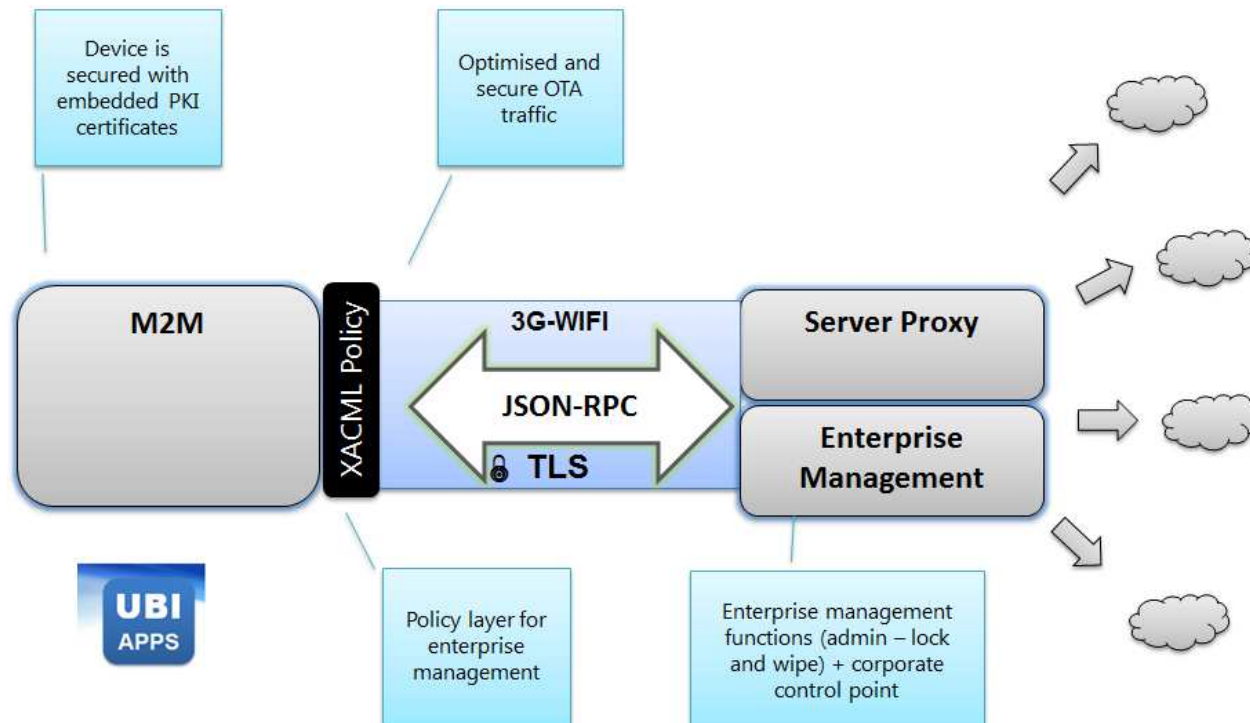 Device is
secured with
embedded PKI
certificates
Optimised and
secure OTA
traffic
M2M
XACML Policy
3G-WIFI
JSON-RPC
TLS
Server Proxy
Enterprise
Management
UBI
APPS
Policy layer for
enterprise
management
Enterprise management
functions (admin – lock
and wipe) + corporate
control point